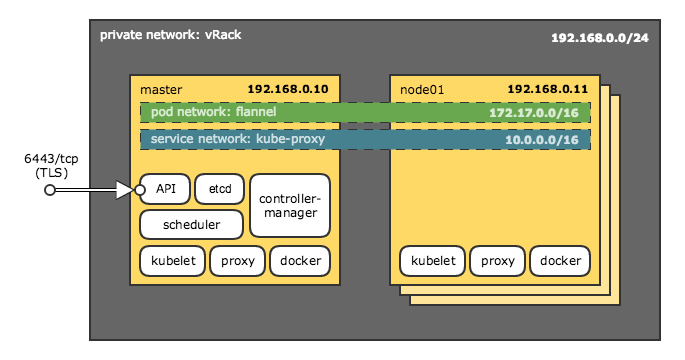 private network: vRack
192.168.0.0/24
master
192.168.0.10
node01
192.168.0.11
pod network: flannel
172.17.0.0/16
service network: kube-proxy
10.0.0.0/16
6443/tcp
(TLS)
API
etcd
controller-
manager
scheduler
kubelet
proxy
docker
kubelet
proxy
docker